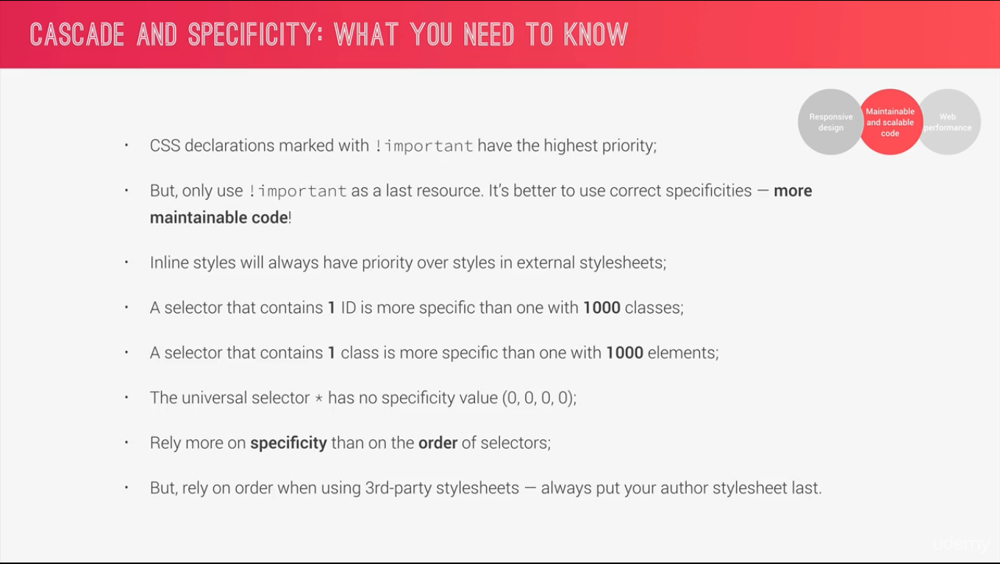 CASCADE AND SPECIFICITY: WHAT YOU NEED TO KNOW
Responsive
design
Maintainable
and scalable
code
Web
performance
· CSS declarations marked with !important have the highest priority;
· But, only use !important as a last resource. It’s better to use correct specificities — more
maintainable code!
· Inline styles will always have priority over styles in external stylesheets;
· A selector that contains 1 ID is more specific than one with 1000 classes;
· A selector that contains 1 class is more specific than one with 1000 elements;
· The universal selector * has no specificity value (0, 0, 0, 0);
· Rely more on specificity than on the order of selectors;
· But, rely on order when using 3rd-party stylesheets — always put your author stylesheet last.
udemy